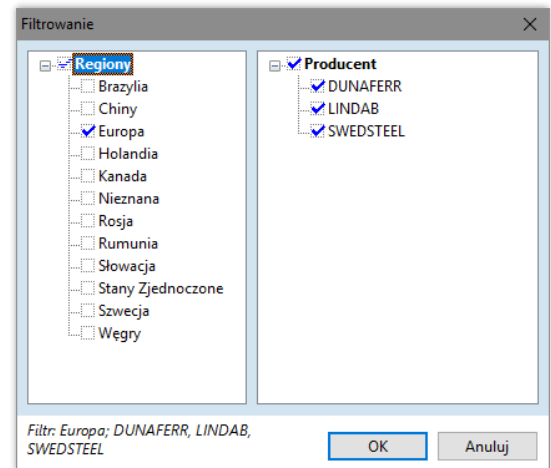 Filtrowanie
Regiony
Brazylia
Chiny
Europa
Holandia
Kanada
Nieznana
Rosja
Rumunia
Słowacja
Stany Zjednoczone
Szwecja
Węgry
Producent
DUNAFERR
LINDAB
SWEDSTEEL
Filtr: Europa; DUNAFERR, LINDAB,
SWEDSTEEL
OK
Anuluj